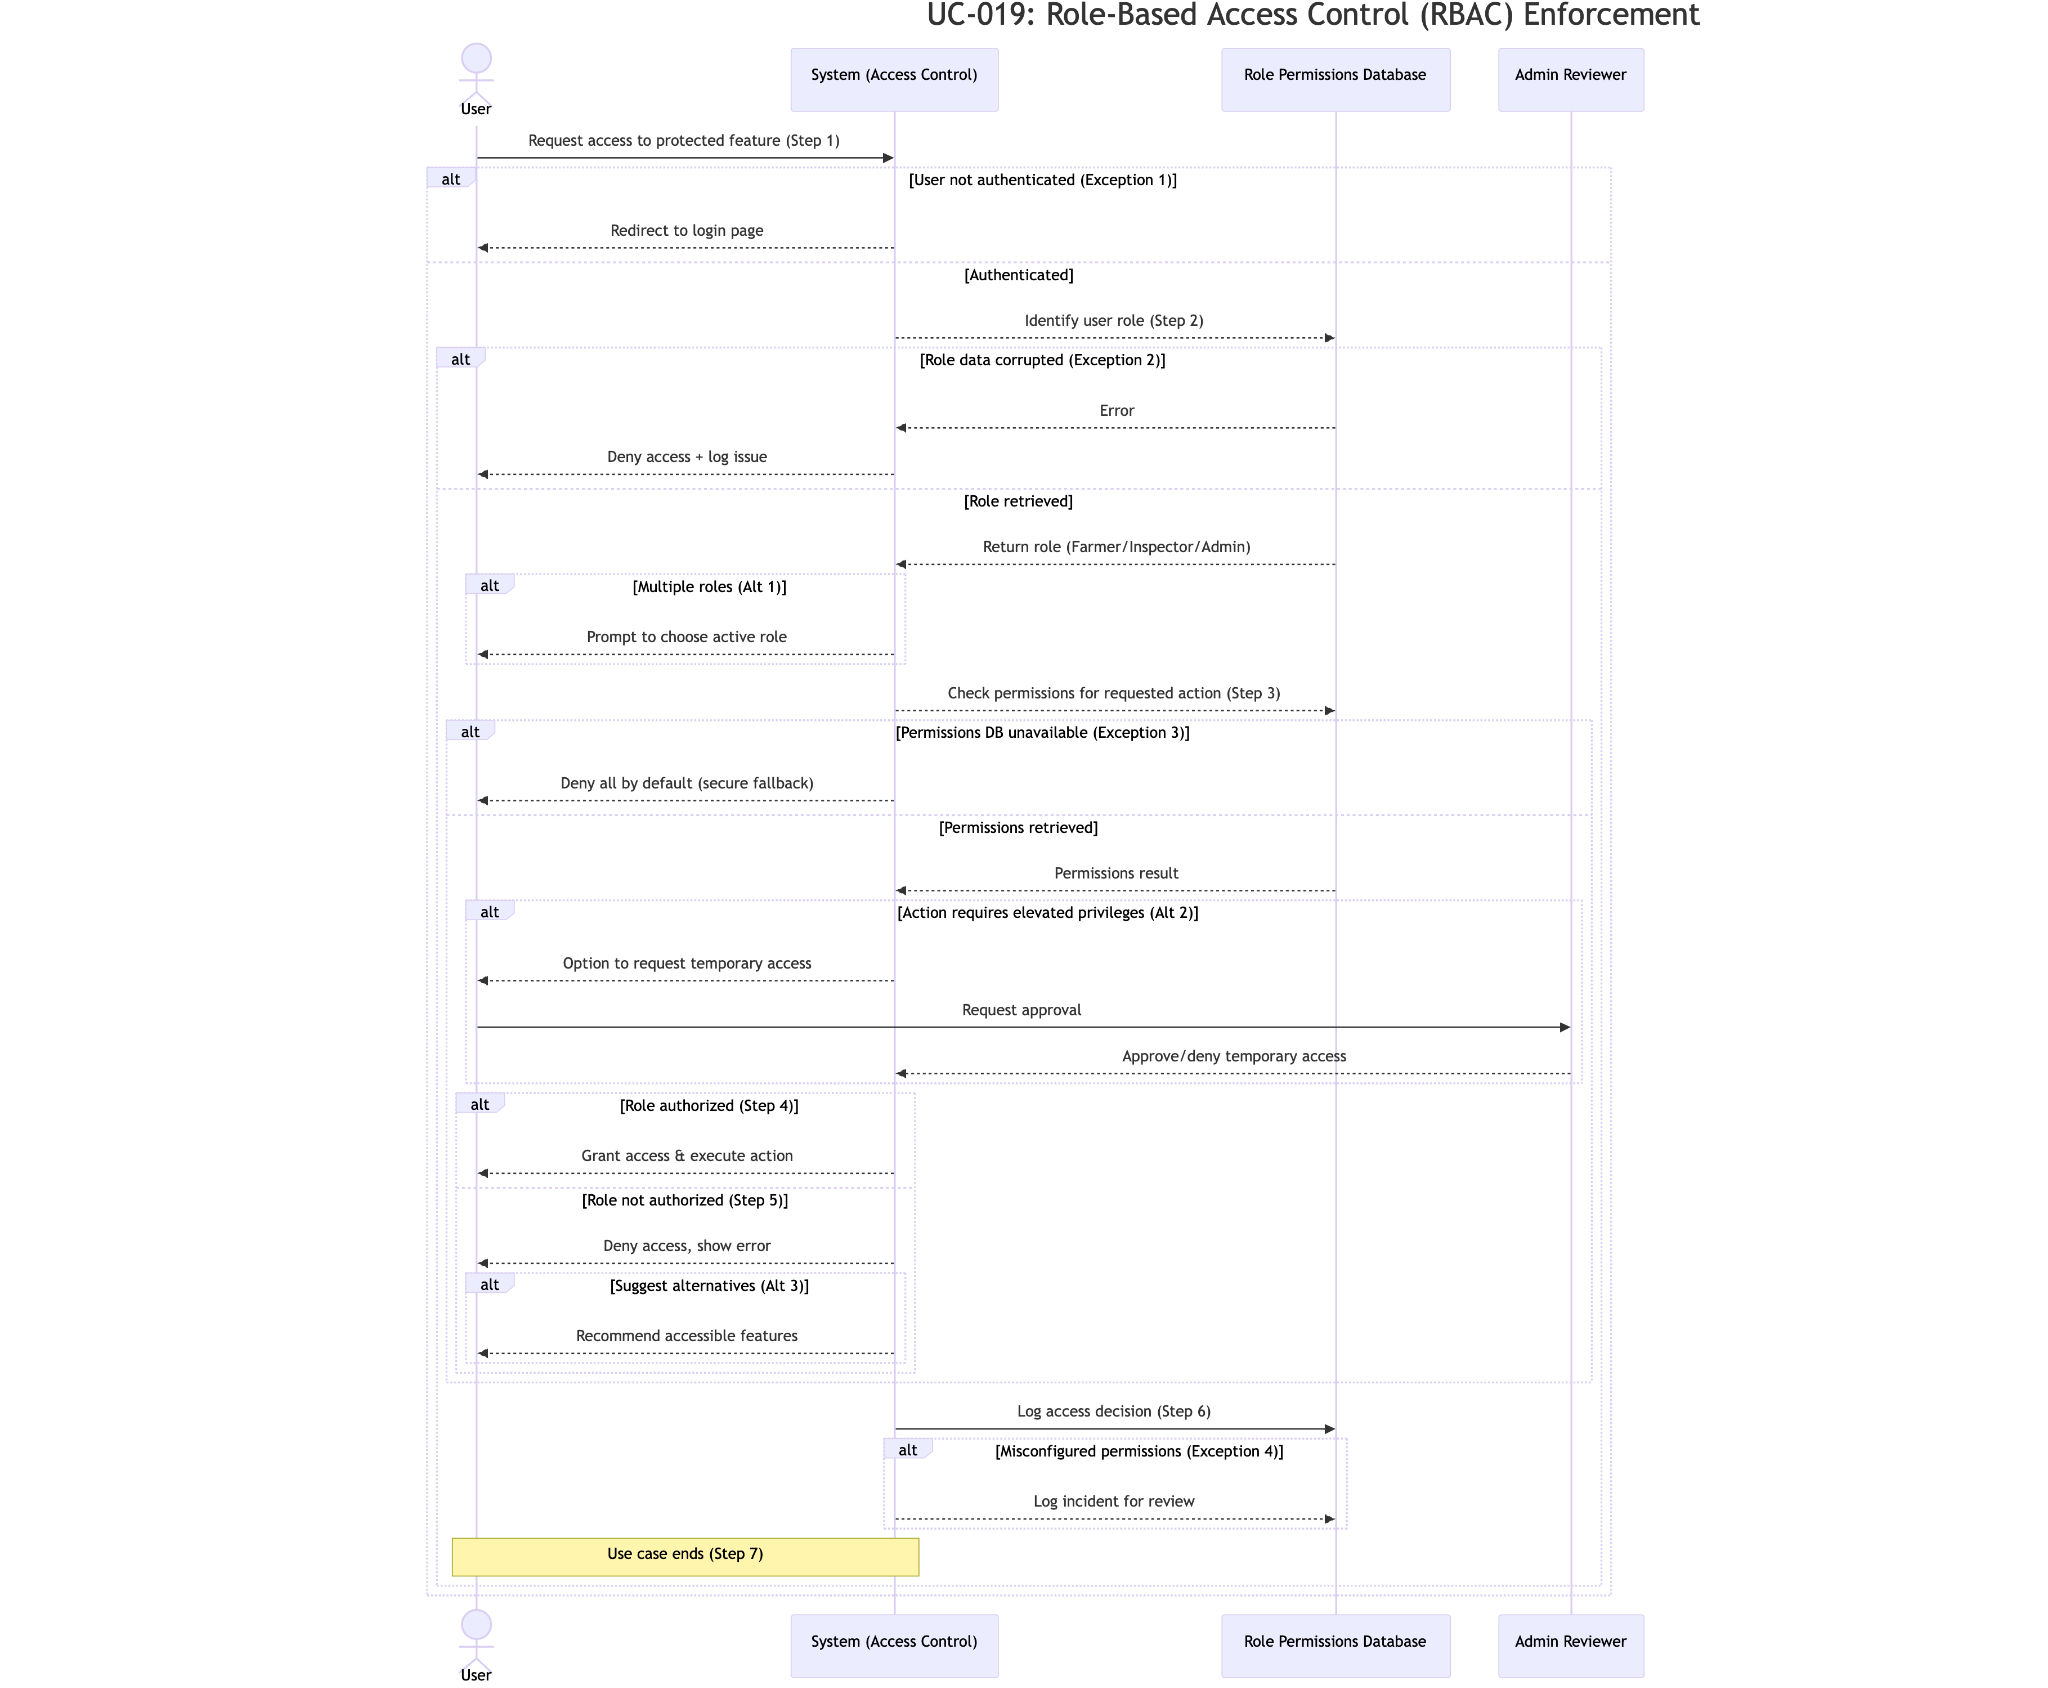 UC-019: Role-Based Access Control (RBAC) Enforcement
User
System (Access Control)
Role Permissions Database
Admin Reviewer
Request access to protected feature (Step 1)
alt
[User not authenticated (Exception 1)]
Redirect to login page
[Authenticated]
Identify user role (Step 2)
alt
[Role data corrupted (Exception 2)]
Error
Deny access + log issue
[Role retrieved]
Return role (Farmer/Inspector/Admin)
alt
[Multiple roles (Alt 1)]
Prompt to choose active role
Check permissions for requested action (Step 3)
alt
[Permissions DB unavailable (Exception 3)]
Deny all by default (secure fallback)
[Permissions retrieved]
Permissions result
alt
[Action requires elevated privileges (Alt 2)]
Option to request temporary access
Request approval
Approve/deny temporary access
alt
[Role authorized (Step 4)]
Grant access & execute action
[Role not authorized (Step 5)]
Deny access, show error
alt
[Suggest alternatives (Alt 3)]
Recommend accessible features
Log access decision (Step 6)
alt
[Misconfigured permissions (Exception 4)]
Log incident for review
Use case ends (Step 7)
User
System (Access Control)
Role Permissions Database
Admin Reviewer